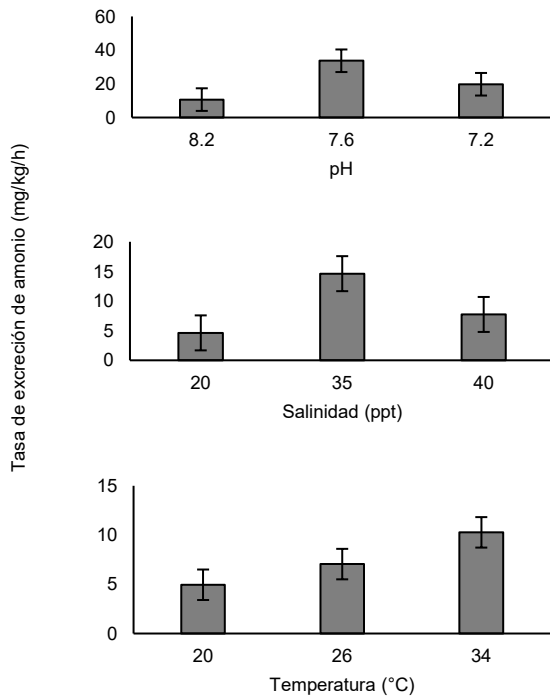 Tasa de excreción de amonio (mg/kg/h)
60
40
20
0
8.2 7.6 7.2
pH
20
15
10
5
0
20 35 40
Salinidad (ppt)
15
10
5
0
20 26 34
Temperatura (°C)